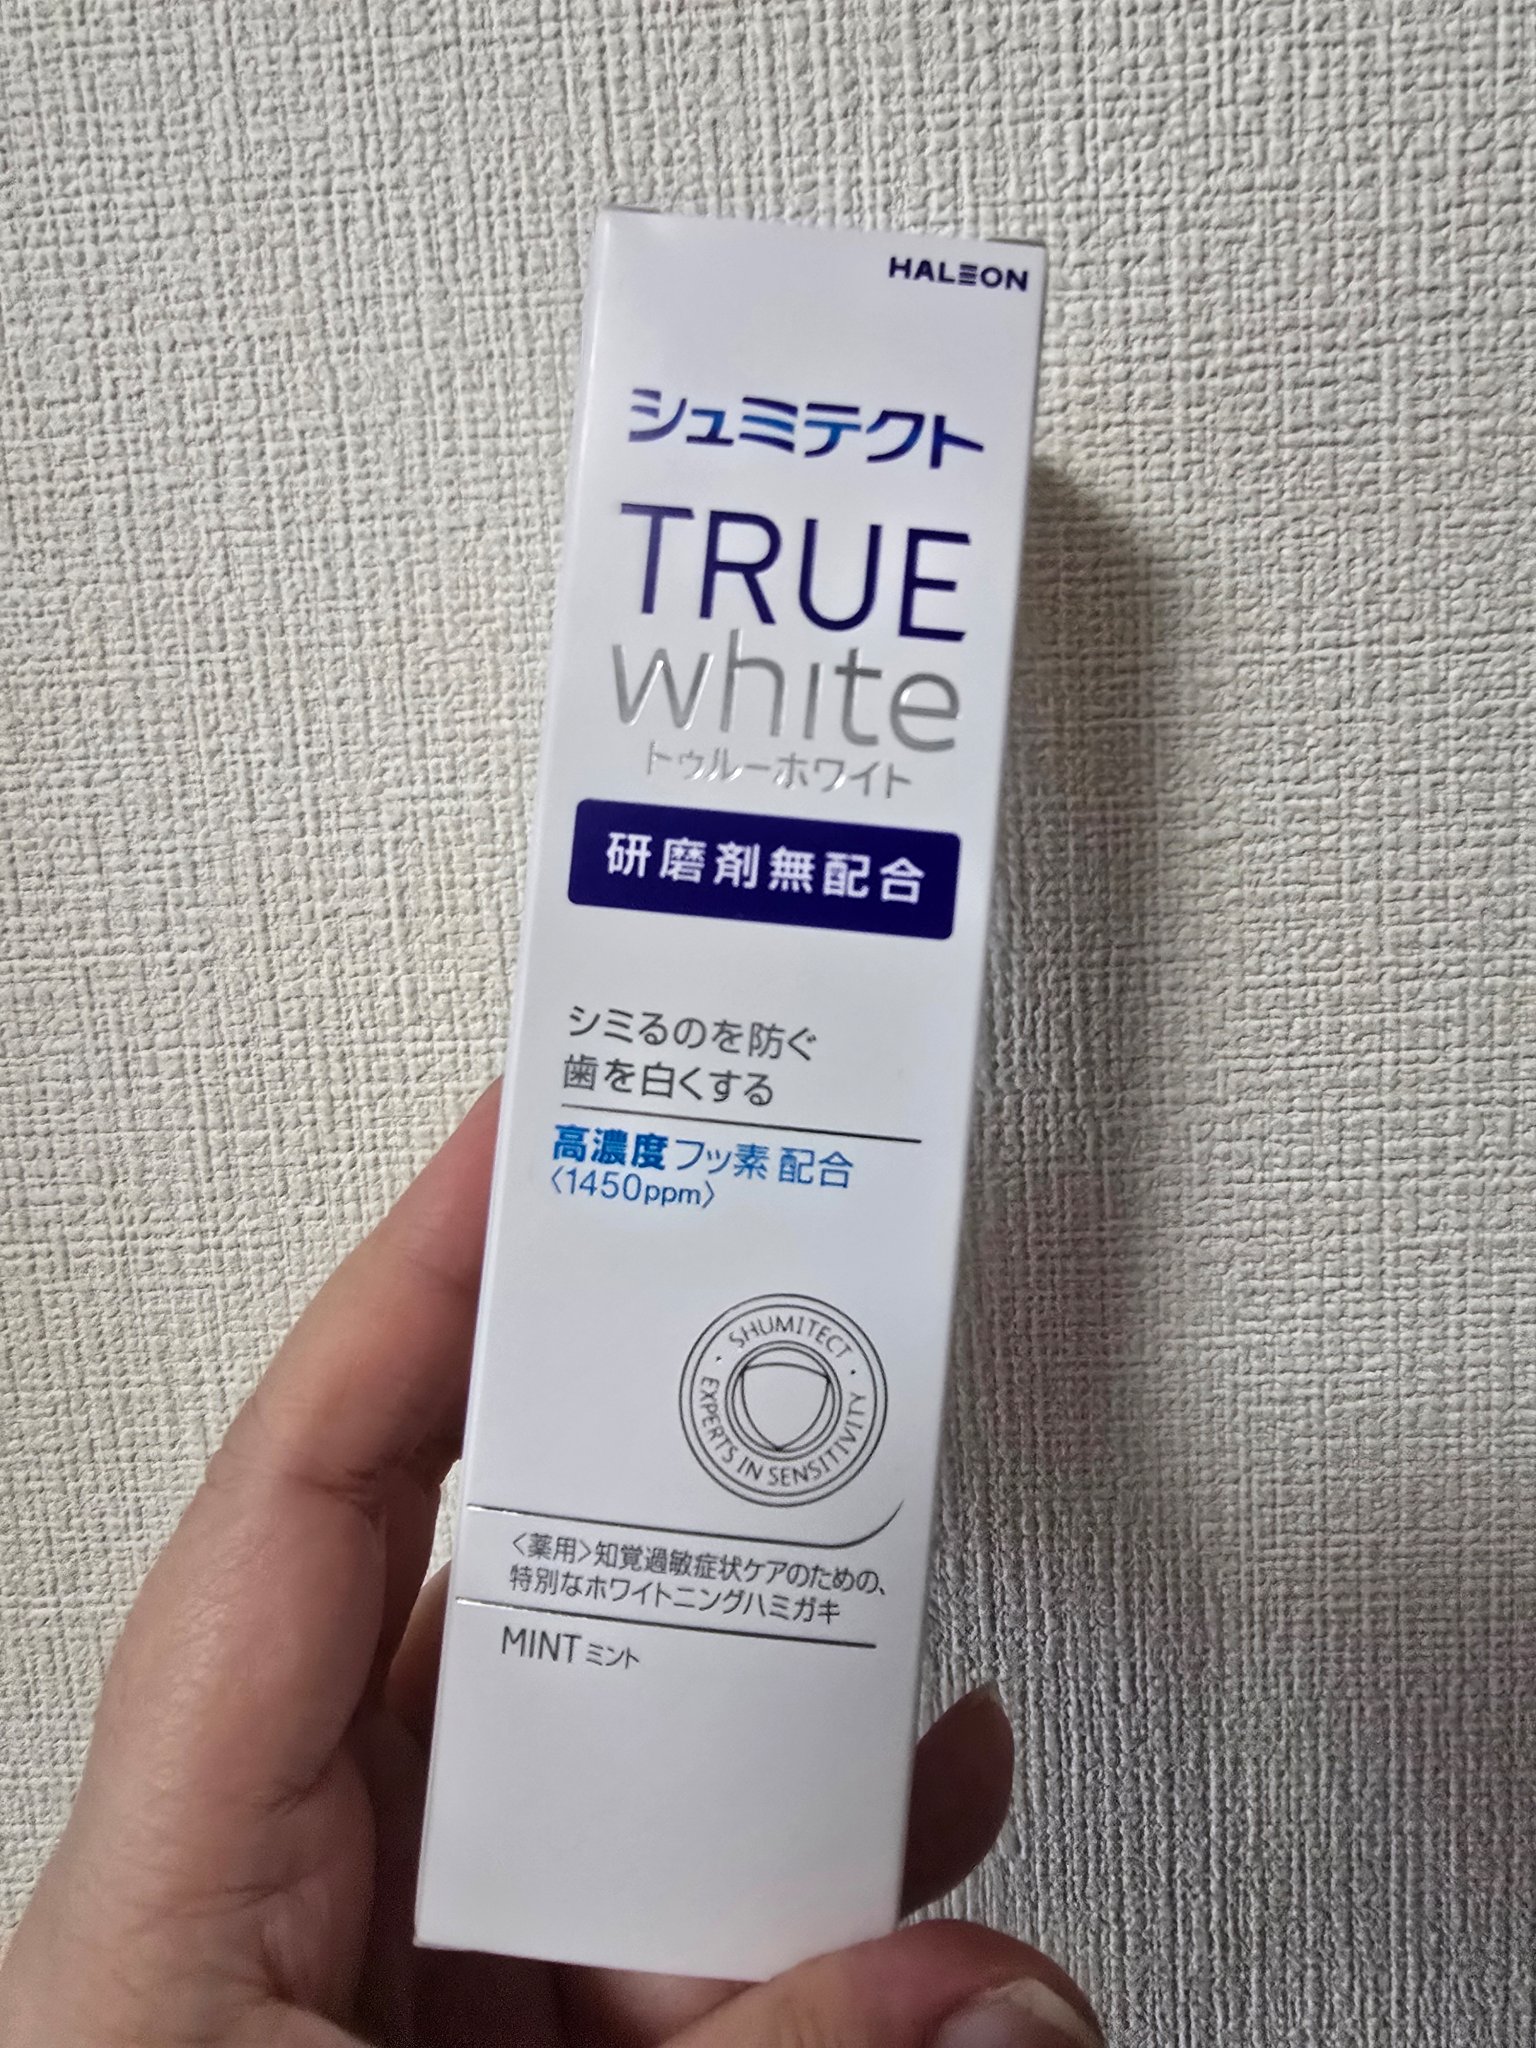 HALEON
シュミテクト
TRUE
white
トゥルーホワイト
研磨剤無配合
シミるのを防ぐ
歯を白くする
高濃度フッ素配合
〈1450ppm〉
・SHUMITECT・
EXPERTS IN SENSITIVITY
〈薬用〉知覚過敏症状ケアのための、
特別なホワイトニングハミガキ
MINT ミント